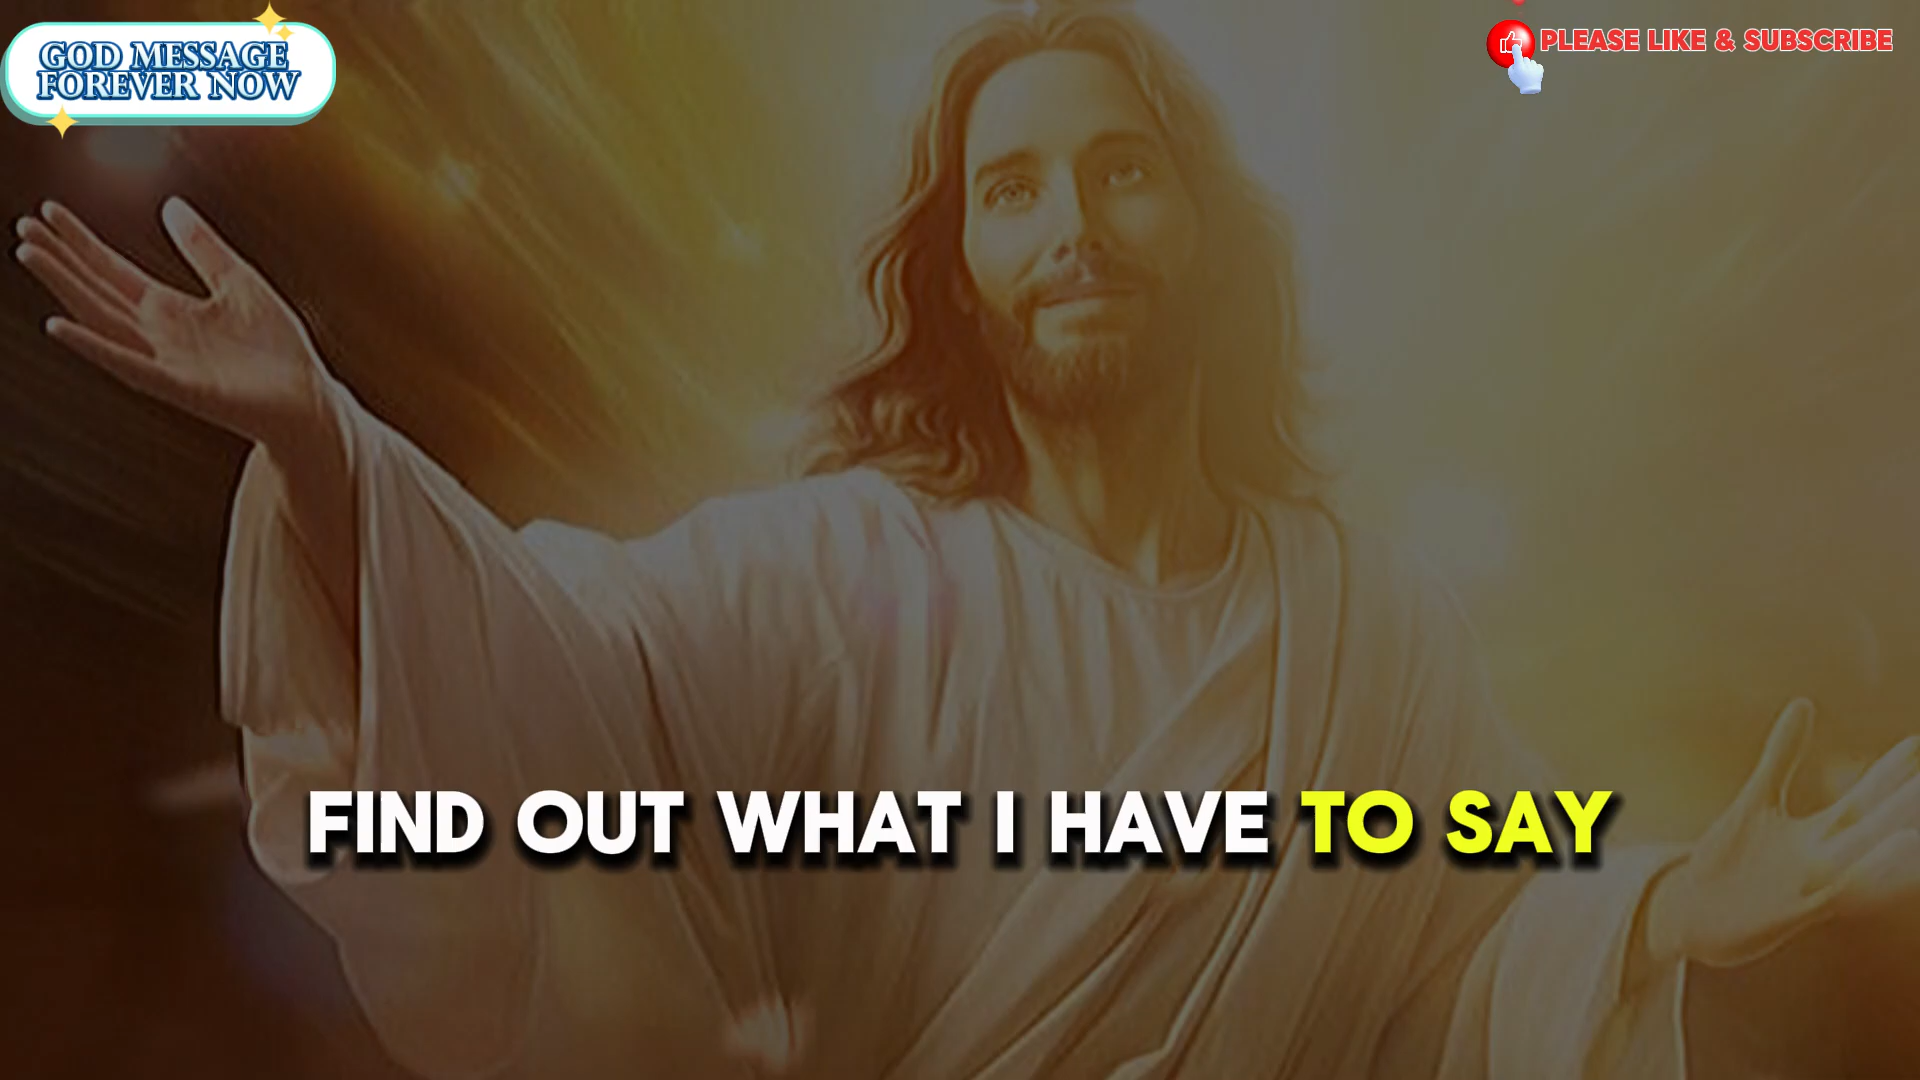 GOD MESSAGE
FOREVER NOW
PLEASE LIKE & SUBSCRIBE
FIND OUT WHAT I HAVE TO SAY